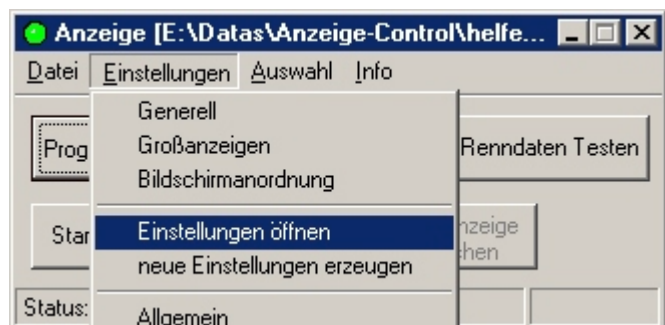 Anzeige [E:\Datas\Anzeige-Control\helfe...
Datei Einstellungen Auswahl Info
Generell
Großanzeigen
Bildschirmanordnung
Renndaten Testen
Einstellungen öffnen
neue Einstellungen erzeugen
Status:
Allgemein